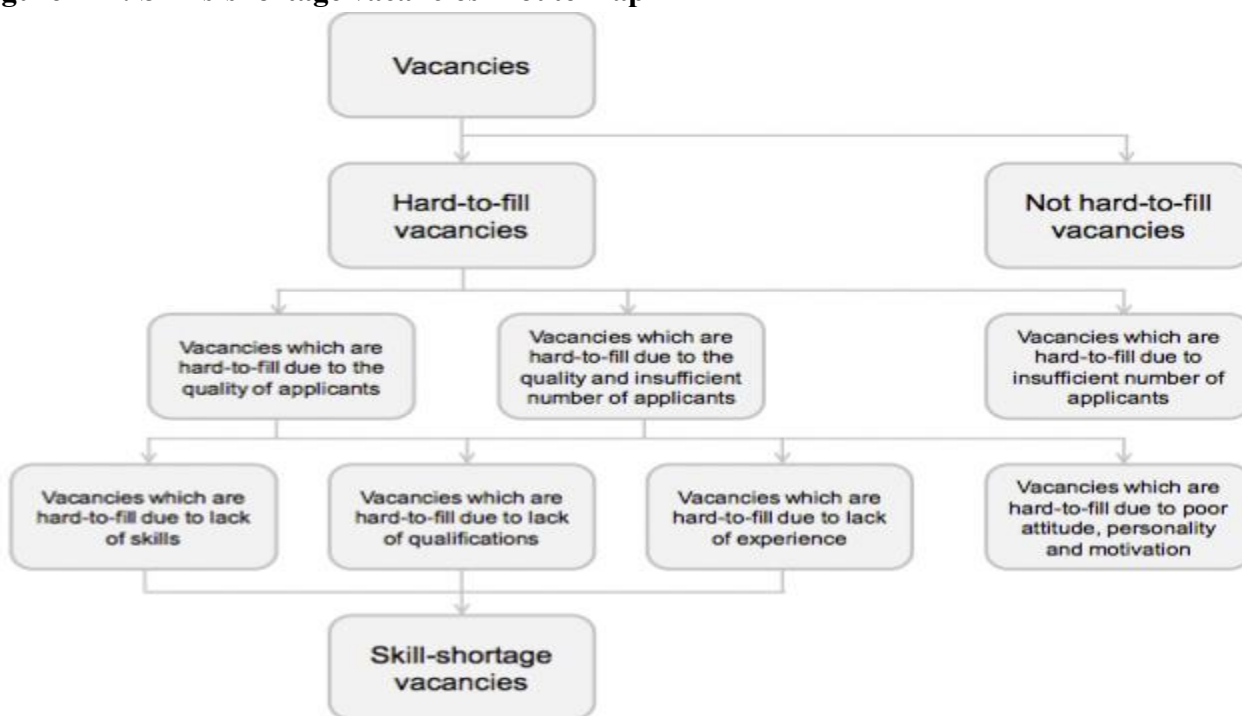 Skills shortage vacancies
Vacancies
Hard-to-fill
vacancies
Not hard-to-fill
vacancies
Vacancies which are
hard-to-fill due to the
quality of applicants
Vacancies which are
hard-to-fill due to the
quality and insufficient
number of applicants
Vacancies which are
hard-to-fill due to
insufficient number of
applicants
Vacancies which are
hard-to-fill due to lack
of skills
Vacancies which are
hard-to-fill due to lack
of qualifications
Vacancies which are
hard-to-fill due to lack
of experience
Vacancies which are
hard-to-fill due to poor
attitude, personality
and motivation
Skill-shortage
vacancies